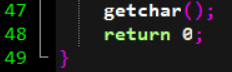 47 getchar();
48 return 0;
49 }